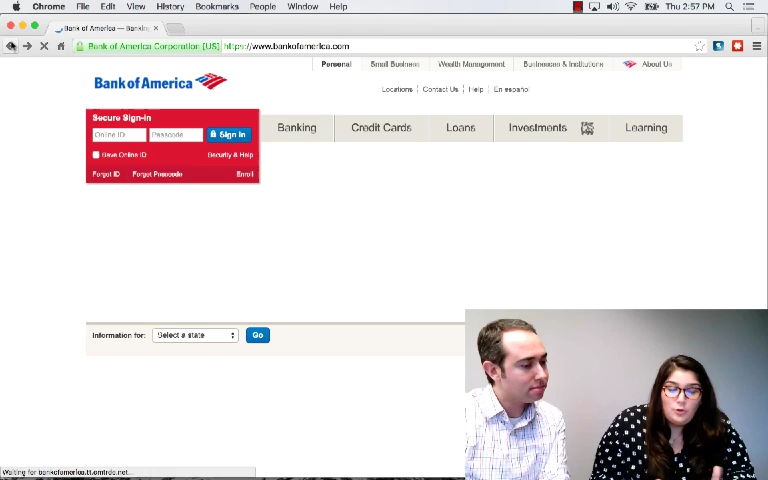 Chrome File Edit View History Bookmarks People Window Help Thu 2:57 PM
Bank of America — Banking
Bank of America Corporation [US] https://www.bankofamerica.com
Personal Small Business Wealth Management Businesses & Institutions About Us
Bank of America
Locations Contact Us Help En español
Secure Sign-in
Online ID Passcode Sign In
Save Online ID Security & Help
Forgot ID Forgot Passcode Enroll
Banking Credit Cards Loans Investments Learning
Information for: Select a state Go
Waiting for bankofamerica.tt.omtrdc.net...